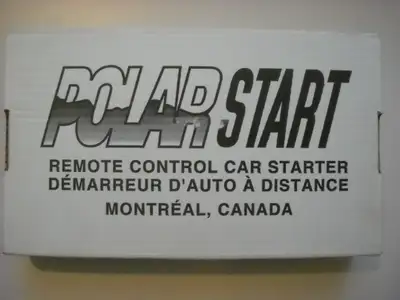 POLAR START
REMOTE CONTROL CAR STARTER
DÉMARREUR D'AUTO À DISTANCE
MONTRÉAL, CANADA